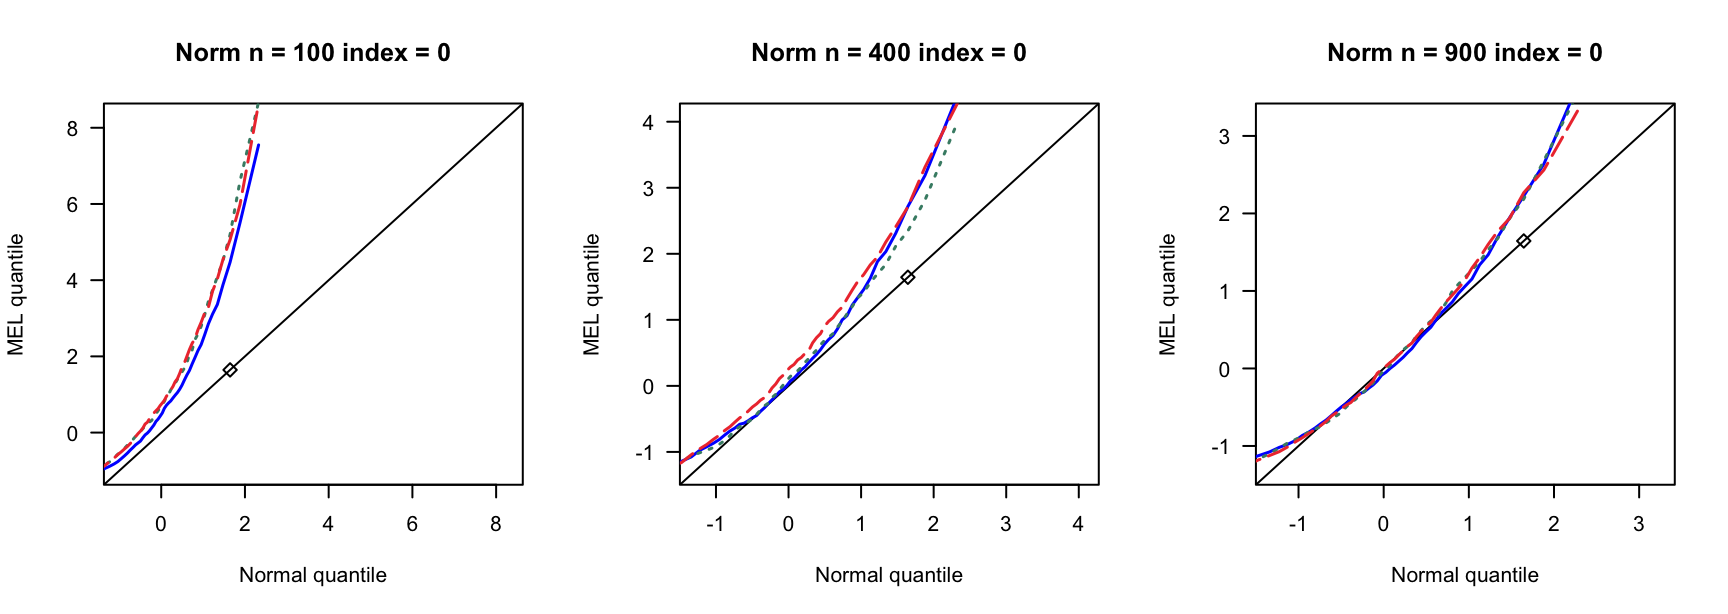 Norm n = 100 index = 0
MEL quantile
8
6
4
2
0
0 2 4 6 8
Normal quantile
Norm n = 400 index = 0
MEL quantile
4
3
2
1
0
-1
-1 0 1 2 3 4
Normal quantile
Norm n = 900 index = 0
MEL quantile
3
2
1
0
-1
-1 0 1 2 3
Normal quantile